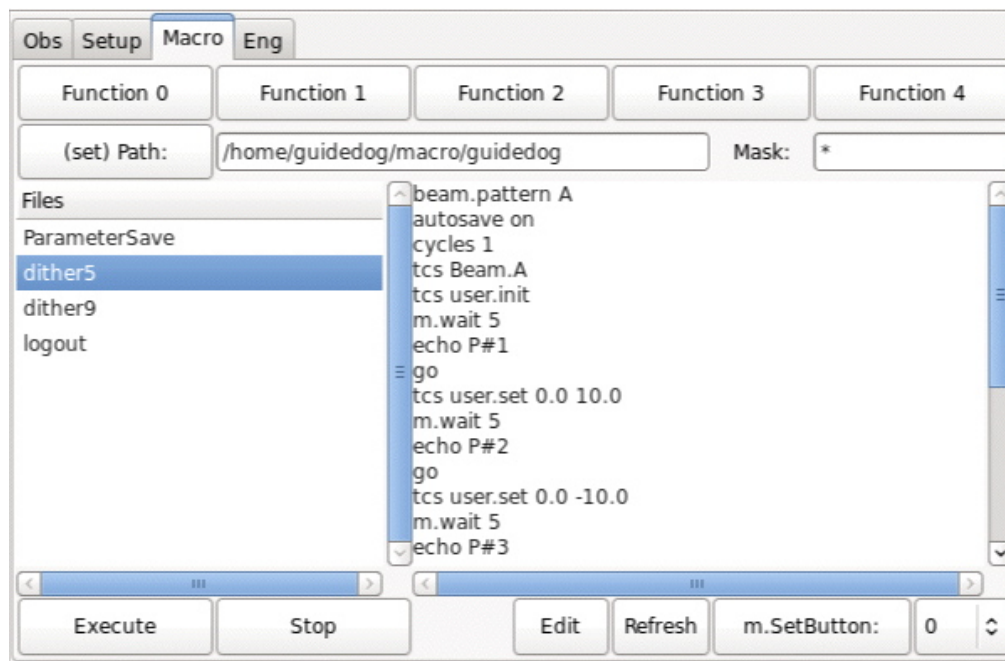 Obs Setup Macro Eng
Function 0 Function 1 Function 2 Function 3 Function 4
(set) Path: /home/guidedog/macro/guidedog Mask: *
Files
ParameterSave
dither5
dither9
logout
beam.pattern A
autosave on
cycles 1
tcs Beam.A
tcs user.init
m.wait 5
echo P#1
go
tcs user.set 0.0 10.0
m.wait 5
echo P#2
go
tcs user.set 0.0 -10.0
m.wait 5
echo P#3
Execute Stop Edit Refresh m.SetButton: 0